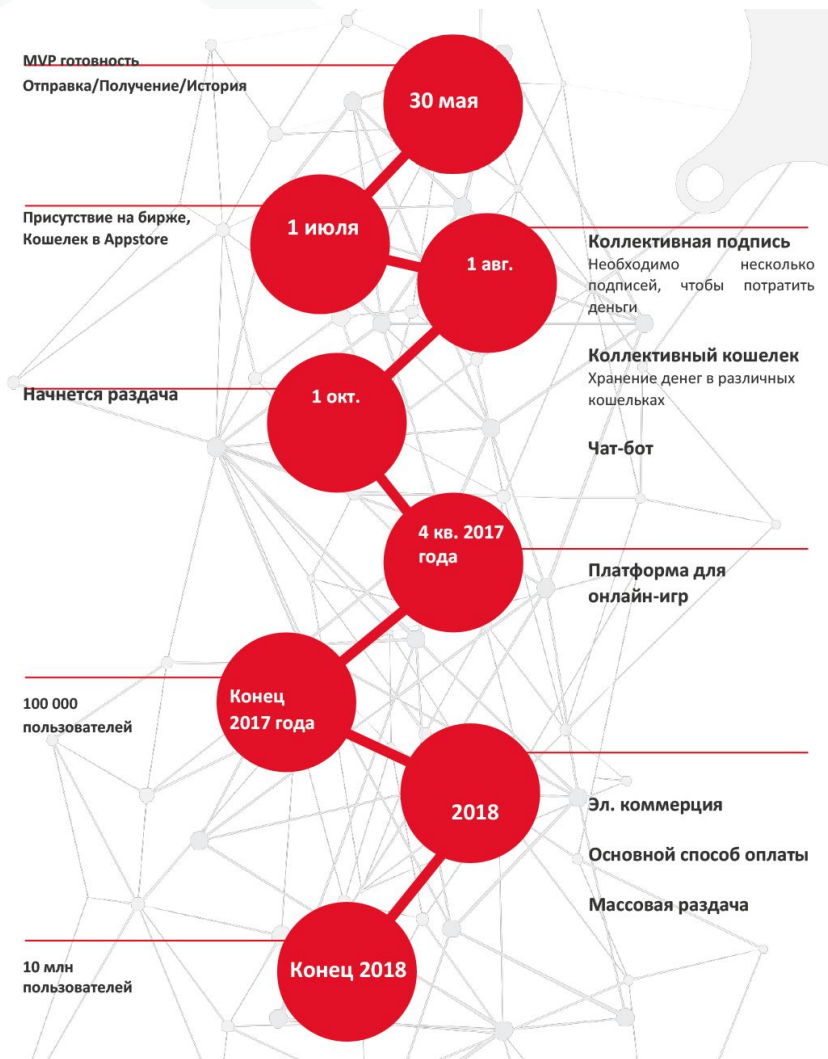 MVP готовность
Отправка/Получение/История
30 мая
Присутствие на бирже,
Кошелек в Appstore
1 июля
1 авг.
Коллективная подпись
Необходимо несколько
подписей, чтобы потратить
деньги
Коллективный кошелек
Хранение денег в различных
кошельках
Чат-бот
Начнется раздача
1 окт.
4 кв. 2017
года
Платформа для
онлайн-игр
100 000
пользователей
Конец
2017 года
2018
Эл. коммерция
Основной способ оплаты
Массовая раздача
10 млн
пользователей
Конец 2018